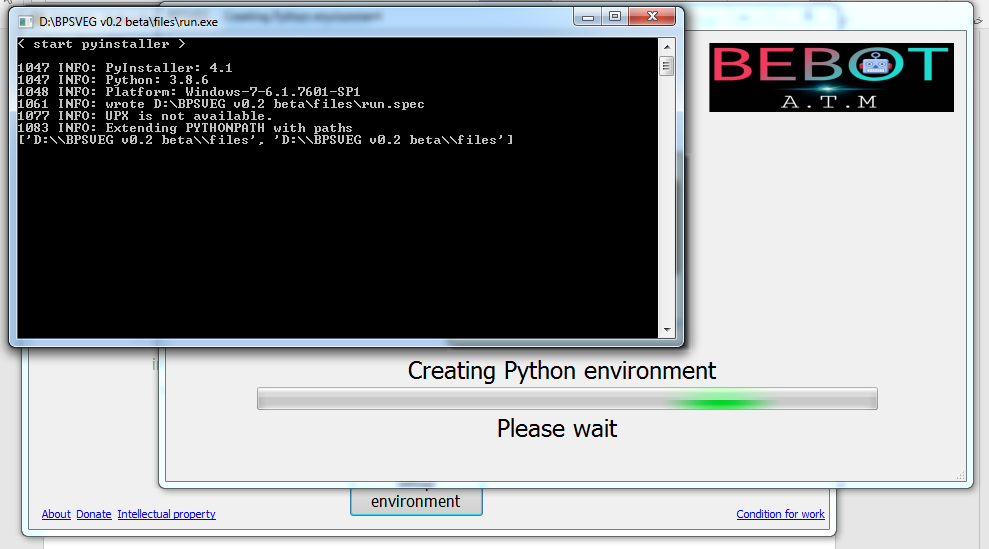 D:\BPSVEG v0.2 beta\files\run.exe
< start pyinstaller >
1047 INFO: PyInstaller: 4.1
1047 INFO: Python: 3.8.6
1048 INFO: Platform: Windows-7-6.1.7601-SP1
1061 INFO: wrote D:\BPSVEG v0.2 beta\files\run.spec
1077 INFO: UPX is not available.
1083 INFO: Extending PYTHONPATH with paths
['D:\\BPSVEG v0.2 beta\\files', 'D:\\BPSVEG v0.2 beta\\files']
BEBOT
A.T.M
Creating Python environment
Please wait
environment
About Donate Intellectual property
Condition for work